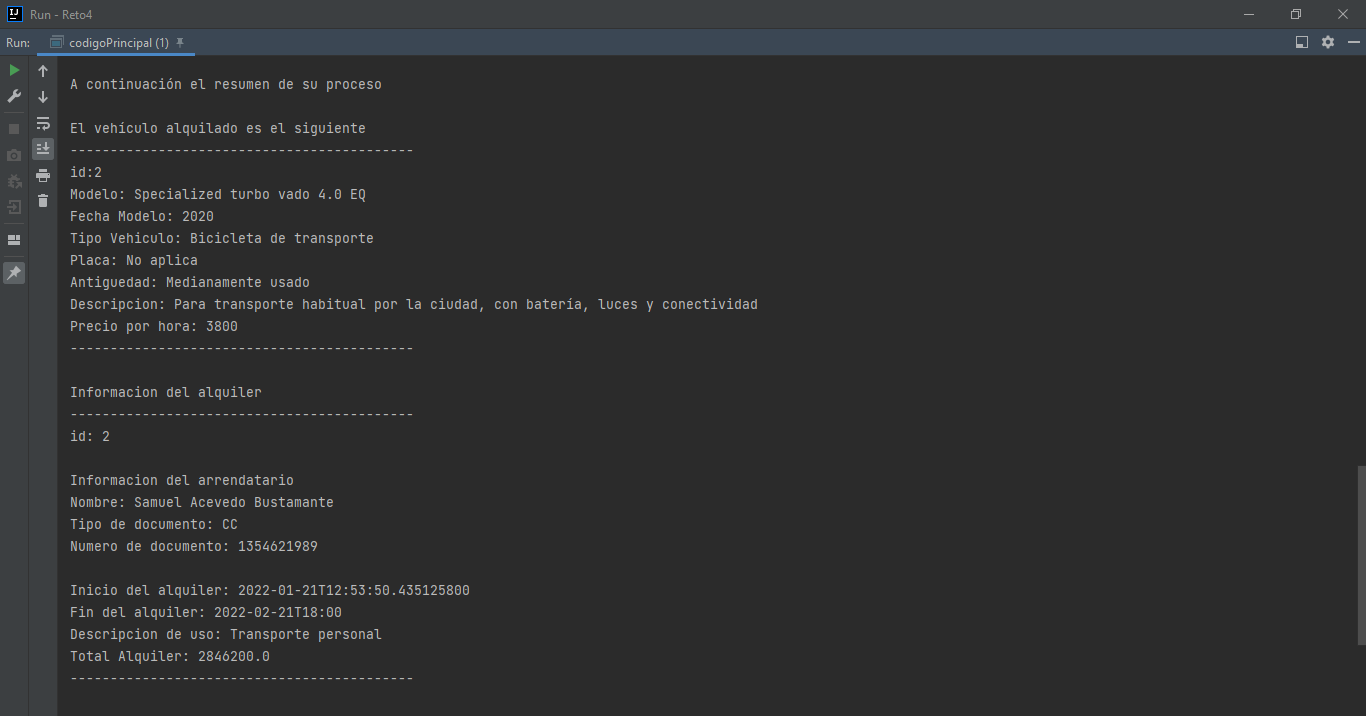 Run - Reto4
Run: codigoPrincipal (1)
A continuación el resumen de su proceso
El vehículo alquilado es el siguiente
-------------------------------------------
id:2
Modelo: Specialized turbo vado 4.0 EQ
Fecha Modelo: 2020
Tipo Vehiculo: Bicicleta de transporte
Placa: No aplica
Antiguedad: Medianamente usado
Descripcion: Para transporte habitual por la ciudad, con batería, luces y conectividad
Precio por hora: 3800
-------------------------------------------
Informacion del alquiler
-------------------------------------------
id: 2
Informacion del arrendatario
Nombre: Samuel Acevedo Bustamante
Tipo de documento: CC
Numero de documento: 1354621989
Inicio del alquiler: 2022-01-21T12:53:50.435125800
Fin del alquiler: 2022-02-21T18:00
Descripcion de uso: Transporte personal
Total Alquiler: 2846200.0
-------------------------------------------